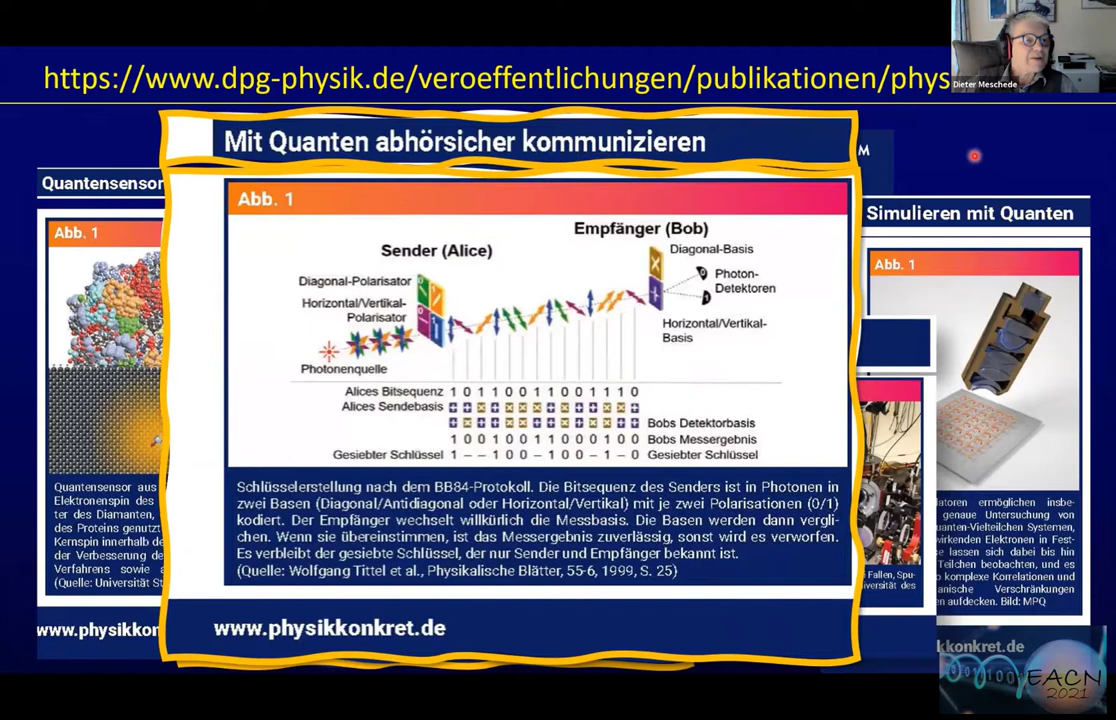 https://www.dpg-physik.de/veroeffentlichungen/publikationen/phys
Dieter Meschede
Mit Quanten abhörsicher kommunizieren
M
Quantensensor
Abb. 1
Quantensensor aus
Elektronenspin des
ter des Diamanten,
des Proteins genutzt
Kernspin innerhalb de
der Verbesserung de
Verfahrens sowie
(Quelle: Universität St
www.physikkon
Abb. 1
Sender (Alice)
Empfänger (Bob)
Diagonal-Basis
Diagonal-Polarisator
Photon-
Detektoren
Horizontal/Vertikal-
Polarisator
Horizontal/Vertikal-
Basis
Photonenquelle
Alices Bitsequenz 1 0 1 1 0 0 1 1 0 0 1 1 1 0
Alices Sendebasis
Bobs Detektorbasis
1 0 0 1 0 0 1 1 0 0 0 1 0 0 Bobs Messergebnis
Gesiebter Schlüssel 1 – – 1 0 0 – 1 0 0 – 1 – 0 Gesiebter Schlüssel
Schlüsselerstellung nach dem BB84-Protokoll. Die Bitsequenz des Senders ist in Photonen in
zwei Basen (Diagonal/Antidiagonal oder Horizontal/Vertikal) mit je zwei Polarisationen (0/1)
kodiert. Der Empfänger wechselt willkürlich die Messbasis. Die Basen werden dann vergli-
chen. Wenn sie übereinstimmen, ist das Messergebnis zuverlässig, sonst wird es verworfen.
Es verbleibt der gesiebte Schlüssel, der nur Sender und Empfänger bekannt ist.
(Quelle: Wolfgang Tittel et al., Physikalische Blätter, 55-6, 1999, S. 25)
www.physikkonkret.de
Simulieren mit Quanten
Abb. 1
latoren ermöglichen insbe-
genaue Untersuchung von
uanten-Vielteilchen Systemen,
wirkenden Elektronen in Fest-
e lassen sich dabei bis hin
Teilchen beobachten, und es
o komplexe Korrelationen und
anische Verschränkungen
en aufdecken. Bild: MPQ
Fallen, Spu-
iversität des
kkonkret.de
EACN
2021